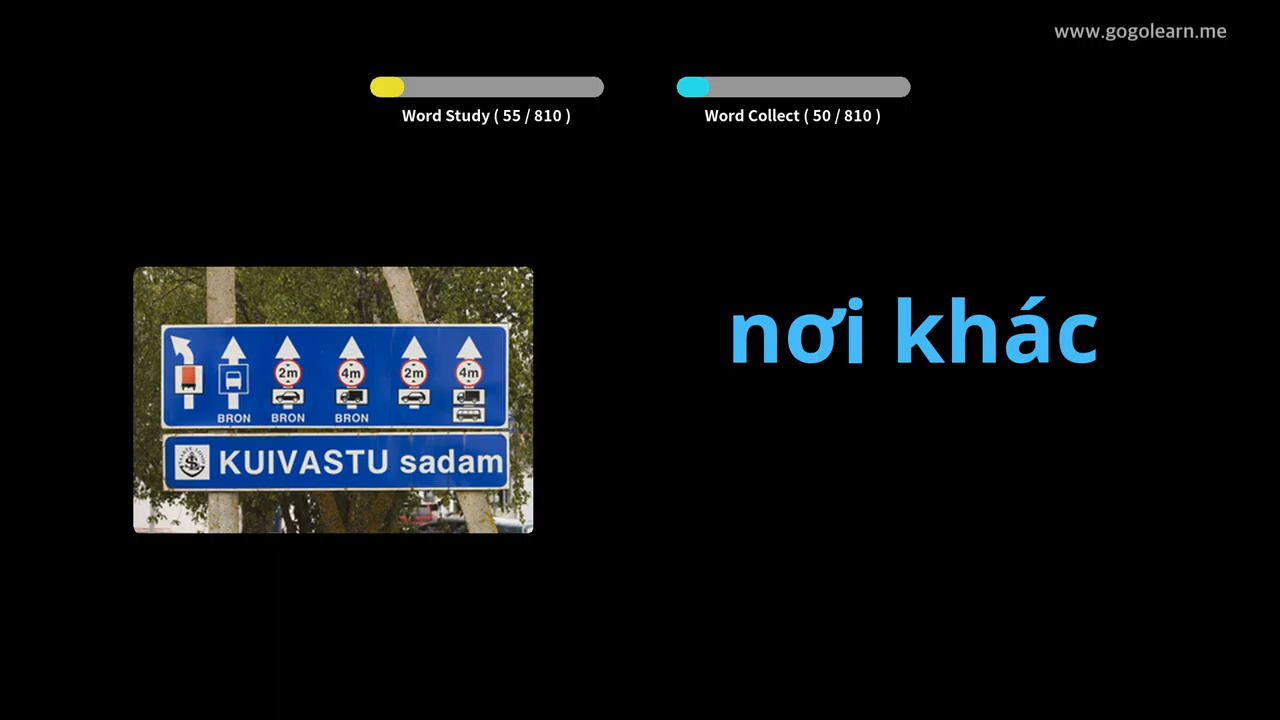 www.gogolearn.me
Word Study ( 55 / 810 )
Word Collect ( 50 / 810 )
nơi khác
2m
4m
2m
4m
BRON
BRON
BRON
KUIVASTU sadam